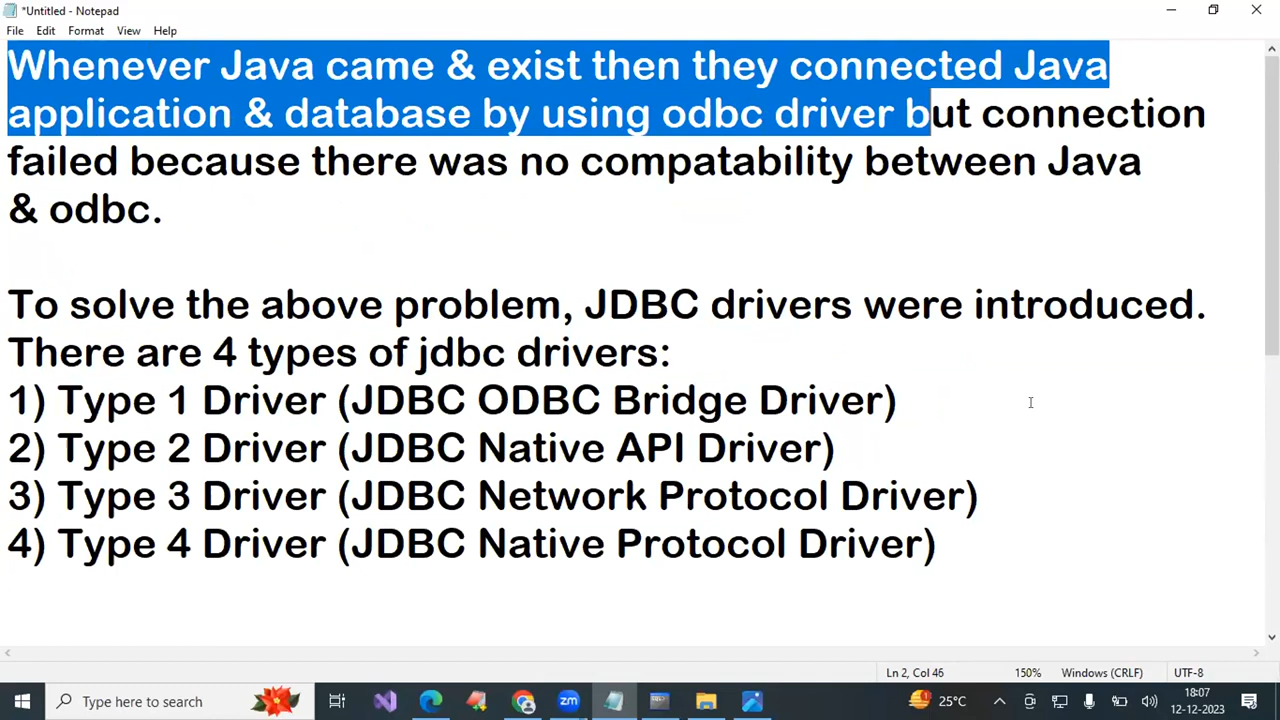 *Untitled - Notepad
File Edit Format View Help
Whenever Java came & exist then they connected Java
application & database by using odbc driver but connection
failed because there was no compatability between Java
& odbc.
To solve the above problem, JDBC drivers were introduced.
There are 4 types of jdbc drivers:
1) Type 1 Driver (JDBC ODBC Bridge Driver)
2) Type 2 Driver (JDBC Native API Driver)
3) Type 3 Driver (JDBC Network Protocol Driver)
4) Type 4 Driver (JDBC Native Protocol Driver)
Ln 2, Col 46 150% Windows (CRLF) UTF-8
Type here to search zm 1 25°C 18:07
12-12-2023